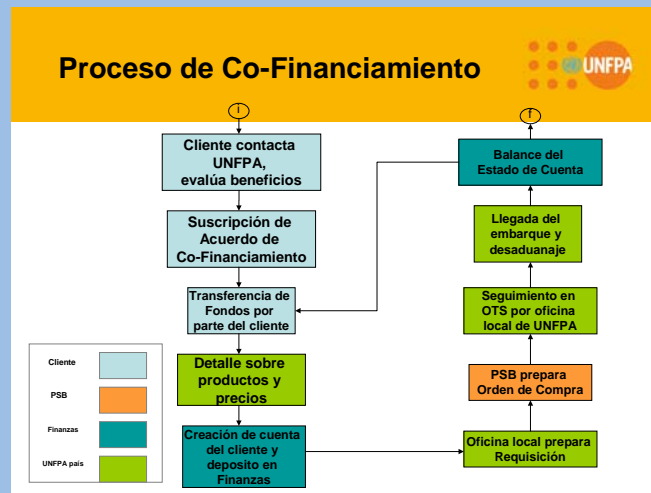 Proceso de Co-Financiamiento
UNFPA
i
Cliente contacta
UNFPA,
evalúa beneficios
Suscripción de
Acuerdo de
Co-Financiamiento
Transferencia de
Fondos por
parte del cliente
Detalle sobre
productos y
precios
Creación de cuenta
del cliente y
deposito en
Finanzas
f
Balance del
Estado de Cuenta
Llegada del
embarque y
desaduanaje
Seguimiento en
OTS por oficina
local de UNFPA
PSB prepara
Orden de Compra
Oficina local prepara
Requisición
Cliente
PSB
Finanzas
UNFPA país